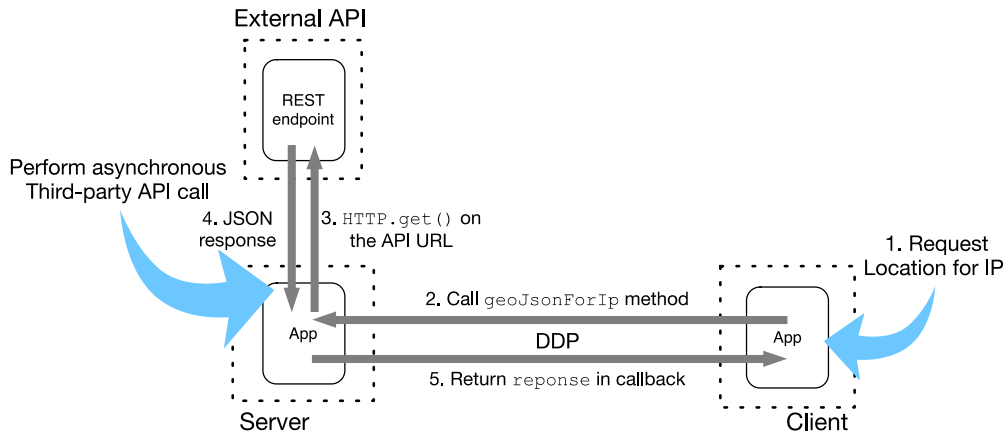 External API
REST
endpoint
Perform asynchronous
Third-party API call
4. JSON
response
3. HTTP.get() on
the API URL
1. Request
Location for IP
2. Call geoJsonForIp method
App
DDP
App
5. Return reponse in callback
Server
Client